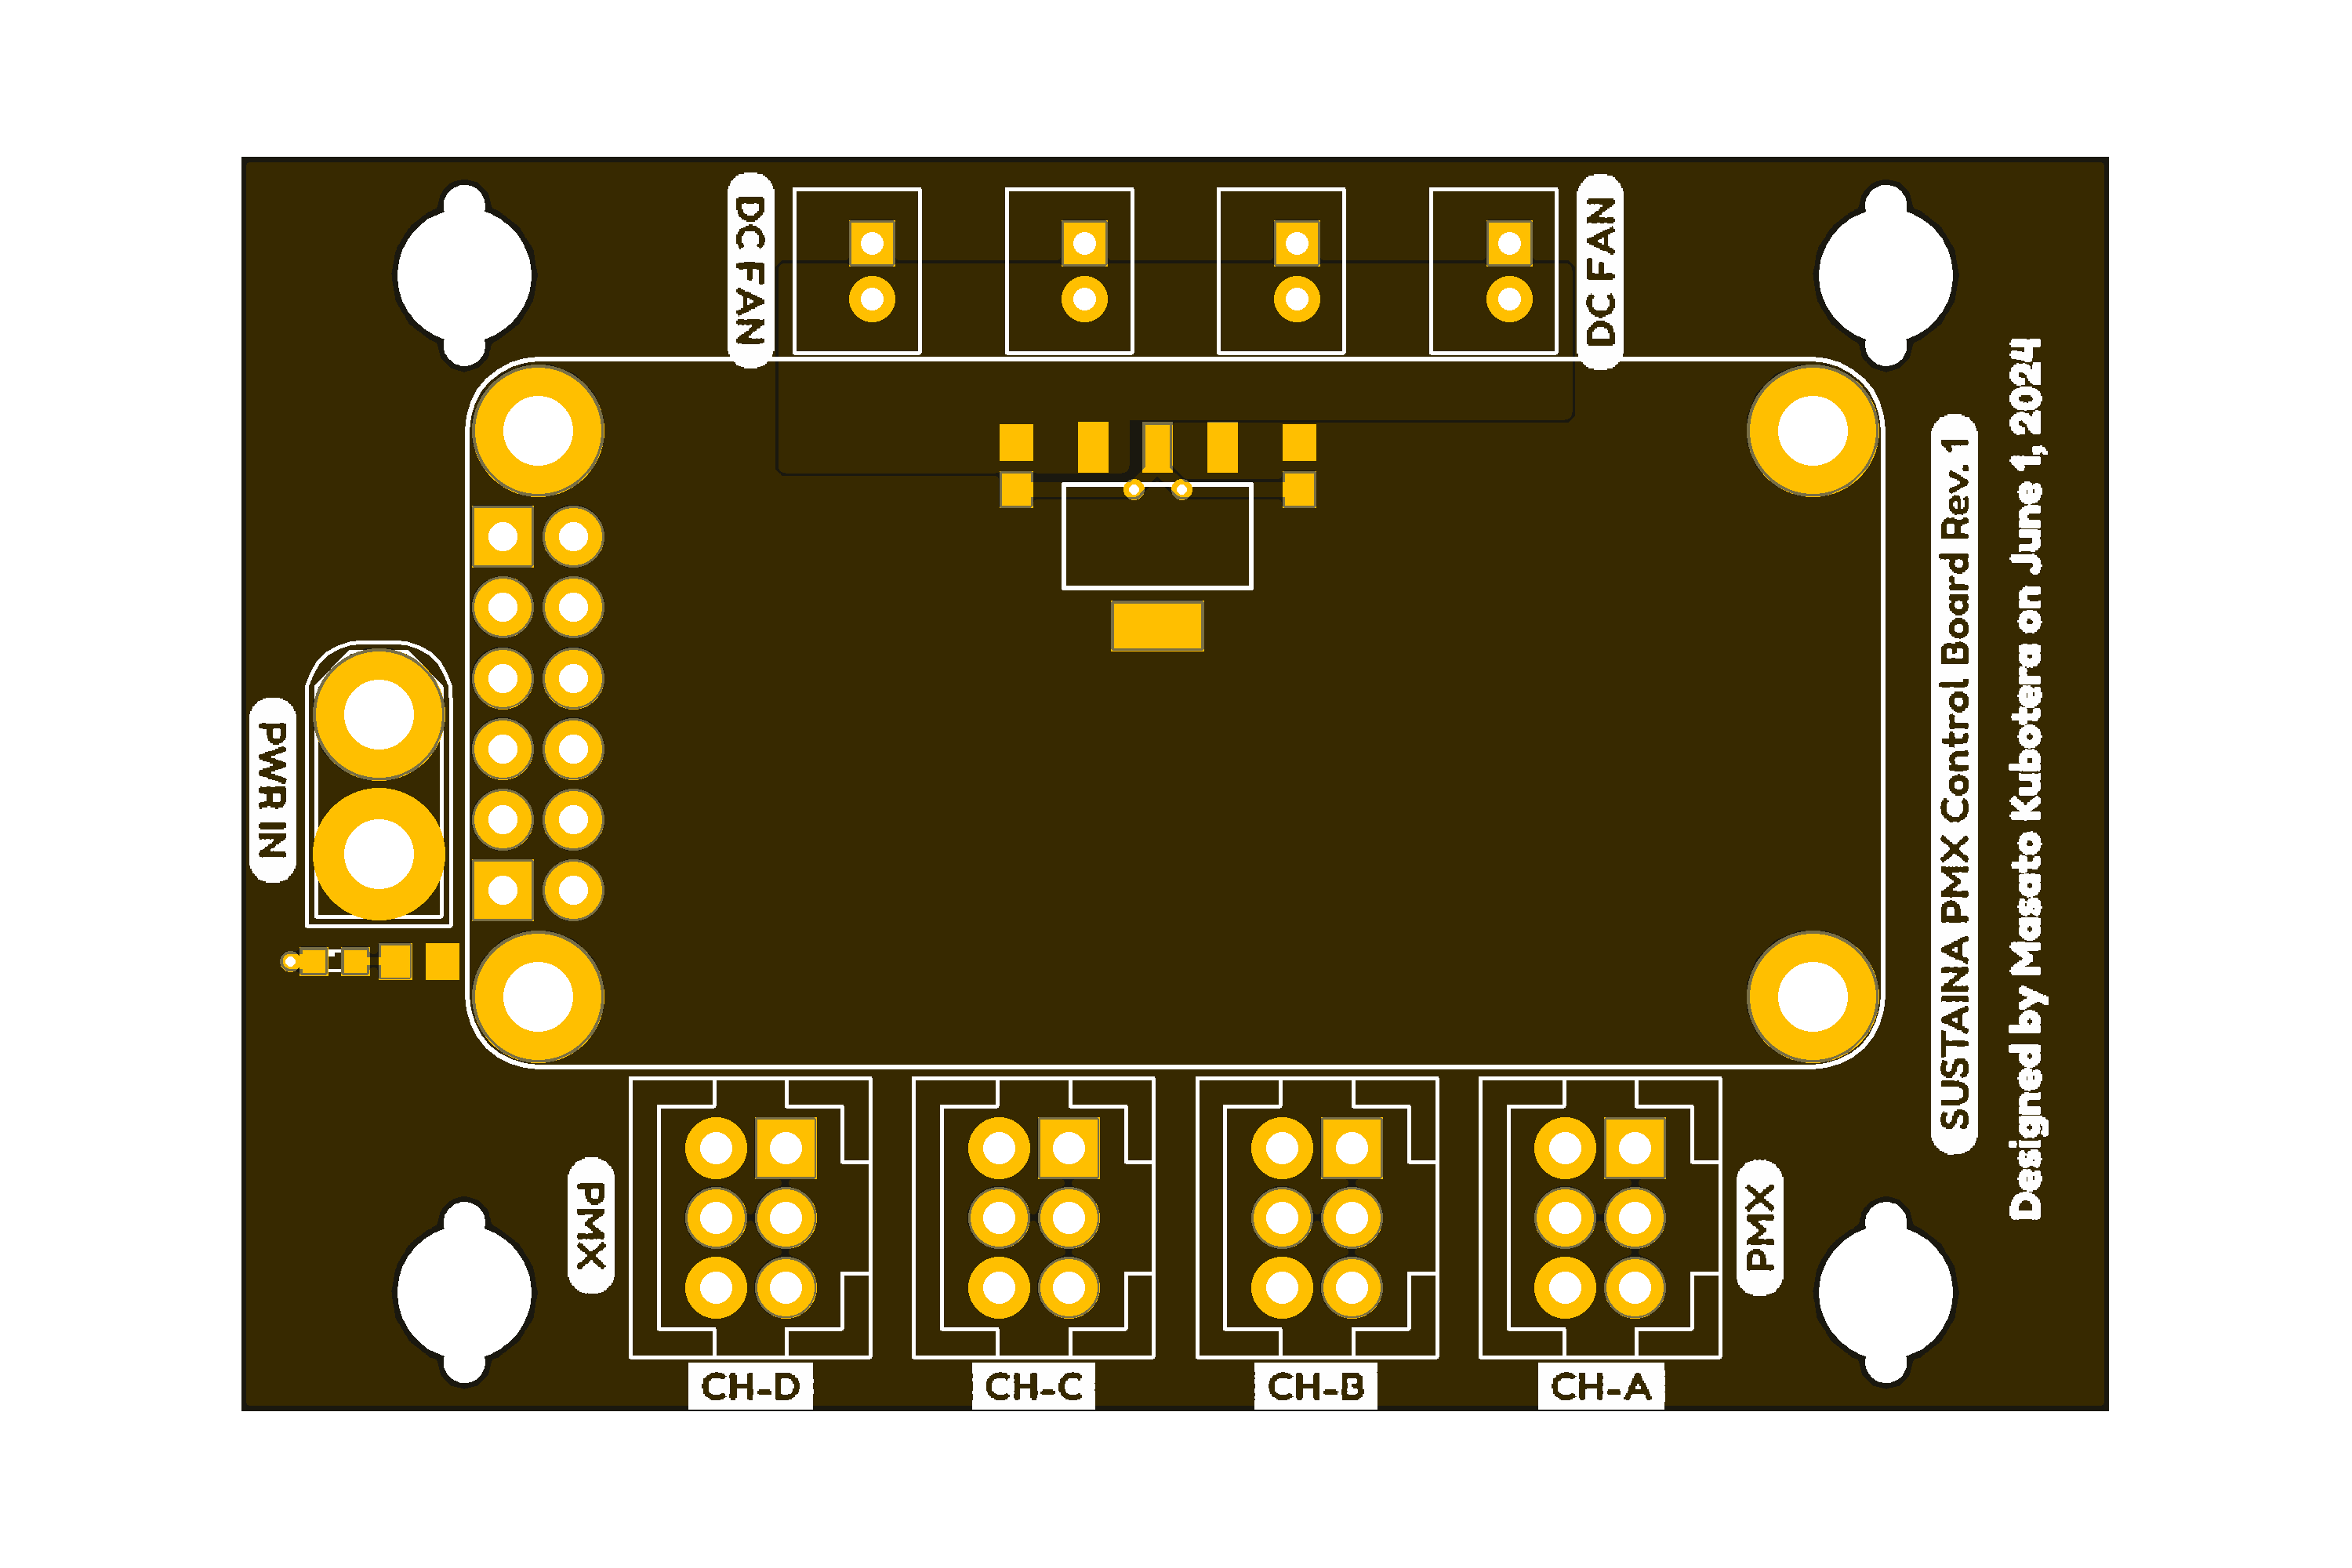 DC FAN
DC FAN
PWR IN
SUSTAINA PMX Control Board Rev. 1
Designed by Masato Kubotera on June 1, 2024
PMX
PMX
CH-D
CH-C
CH-B
CH-A